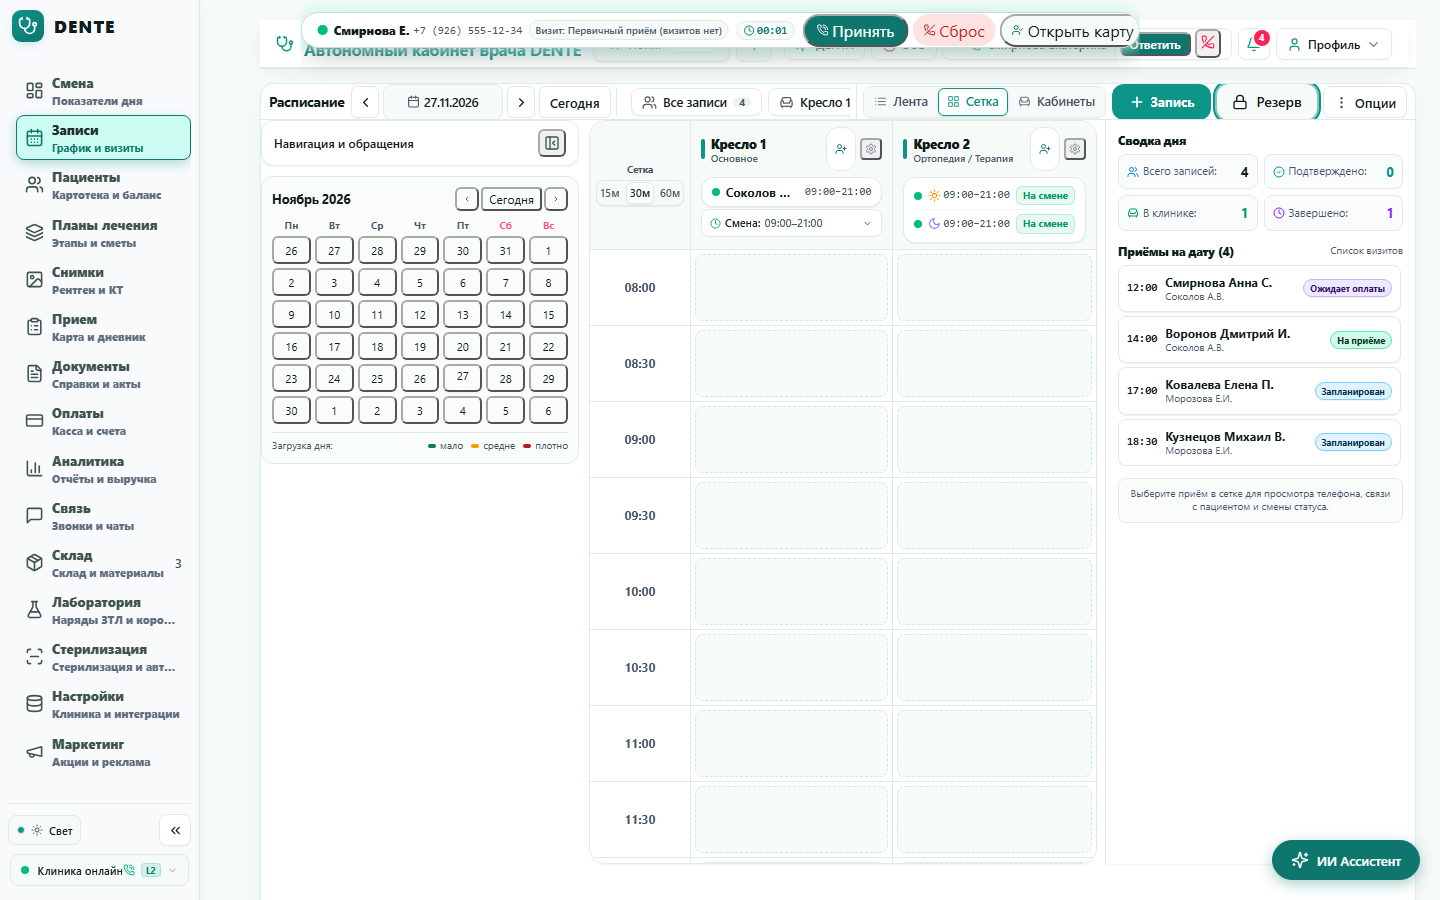 DENTE
Смена
Показатели дня
Записи
График и визиты
Пациенты
Картотека и баланс
Планы лечения
Этапы и сметы
Снимки
Рентген и КТ
Прием
Карта и дневник
Документы
Справки и акты
Оплаты
Касса и счета
Аналитика
Отчёты и выручка
Связь
Звонки и чаты
Склад
Склад и материалы
3
Лаборатория
Наряды ЗТЛ и коро...
Стерилизация
Стерилизация и авт...
Настройки
Клиника и интеграции
Маркетинг
Акции и реклама
Свет
Клиника онлайн
L2
Смирнова Е. +7 (926) 555-12-34 Визит: Первичный приём (визитов нет) 00:01 Принять Сброс Открыть карту
Автономный кабинет врача DENTE
Ответить
4
Профиль
Расписание
27.11.2026
Сегодня
Все записи 4
Кресло 1
Лента
Сетка
Кабинеты
Запись
Резерв
Опции
Навигация и обращения
Ноябрь 2026
Сегодня
Пн Вт Ср Чт Пт Сб Вс
26 27 28 29 30 31 1
2 3 4 5 6 7 8
9 10 11 12 13 14 15
16 17 18 19 20 21 22
23 24 25 26 27 28 29
30 1 2 3 4 5 6
Загрузка дня: мало средне плотно
Сетка
15м 30м 60м
Кресло 1
Основное
Соколов ... 09:00–21:00
Смена: 09:00–21:00
Кресло 2
Ортопедия / Терапия
09:00–21:00 На смене
09:00–21:00 На смене
08:00
08:30
09:00
09:30
10:00
10:30
11:00
11:30
Сводка дня
Всего записей: 4
Подтверждено: 0
В клинике: 1
Завершено: 1
Приёмы на дату (4)
Список визитов
12:00 Смирнова Анна С.
Соколов А.В.
Ожидает оплаты
14:00 Воронов Дмитрий И.
Соколов А.В.
На приёме
17:00 Ковалева Елена П.
Морозова Е.И.
Запланирован
18:30 Кузнецов Михаил В.
Морозова Е.И.
Запланирован
Выберите приём в сетке для просмотра телефона, связи
с пациентом и смены статуса.
ИИ Ассистент